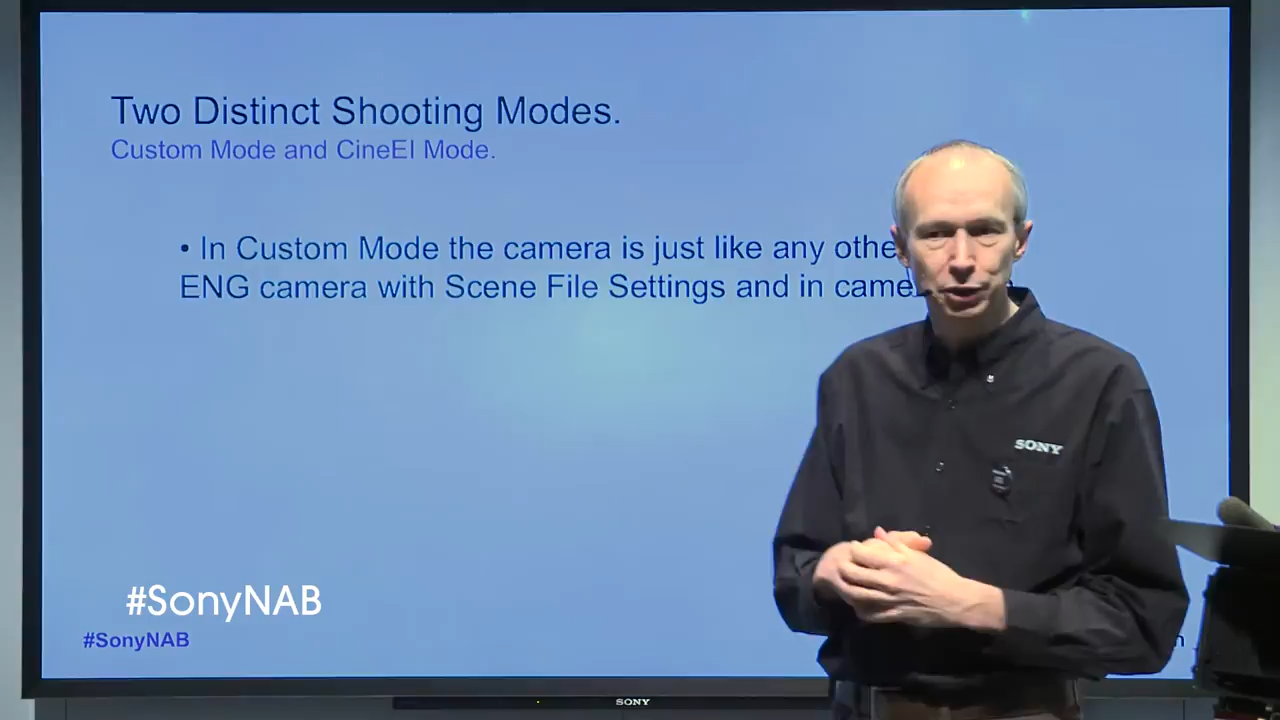 Two Distinct Shooting Modes.
Custom Mode and CineEI Mode.
• In Custom Mode the camera is just like any othe
ENG camera with Scene File Settings and in came
SONY
#SonyNAB
#SonyNAB
SONY